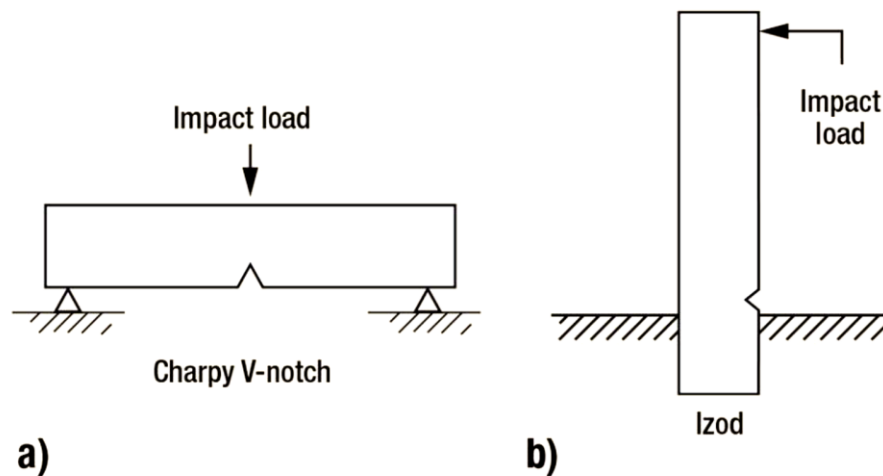 Impact load
Charpy V-notch
a)
Impact
load
Izod
b)